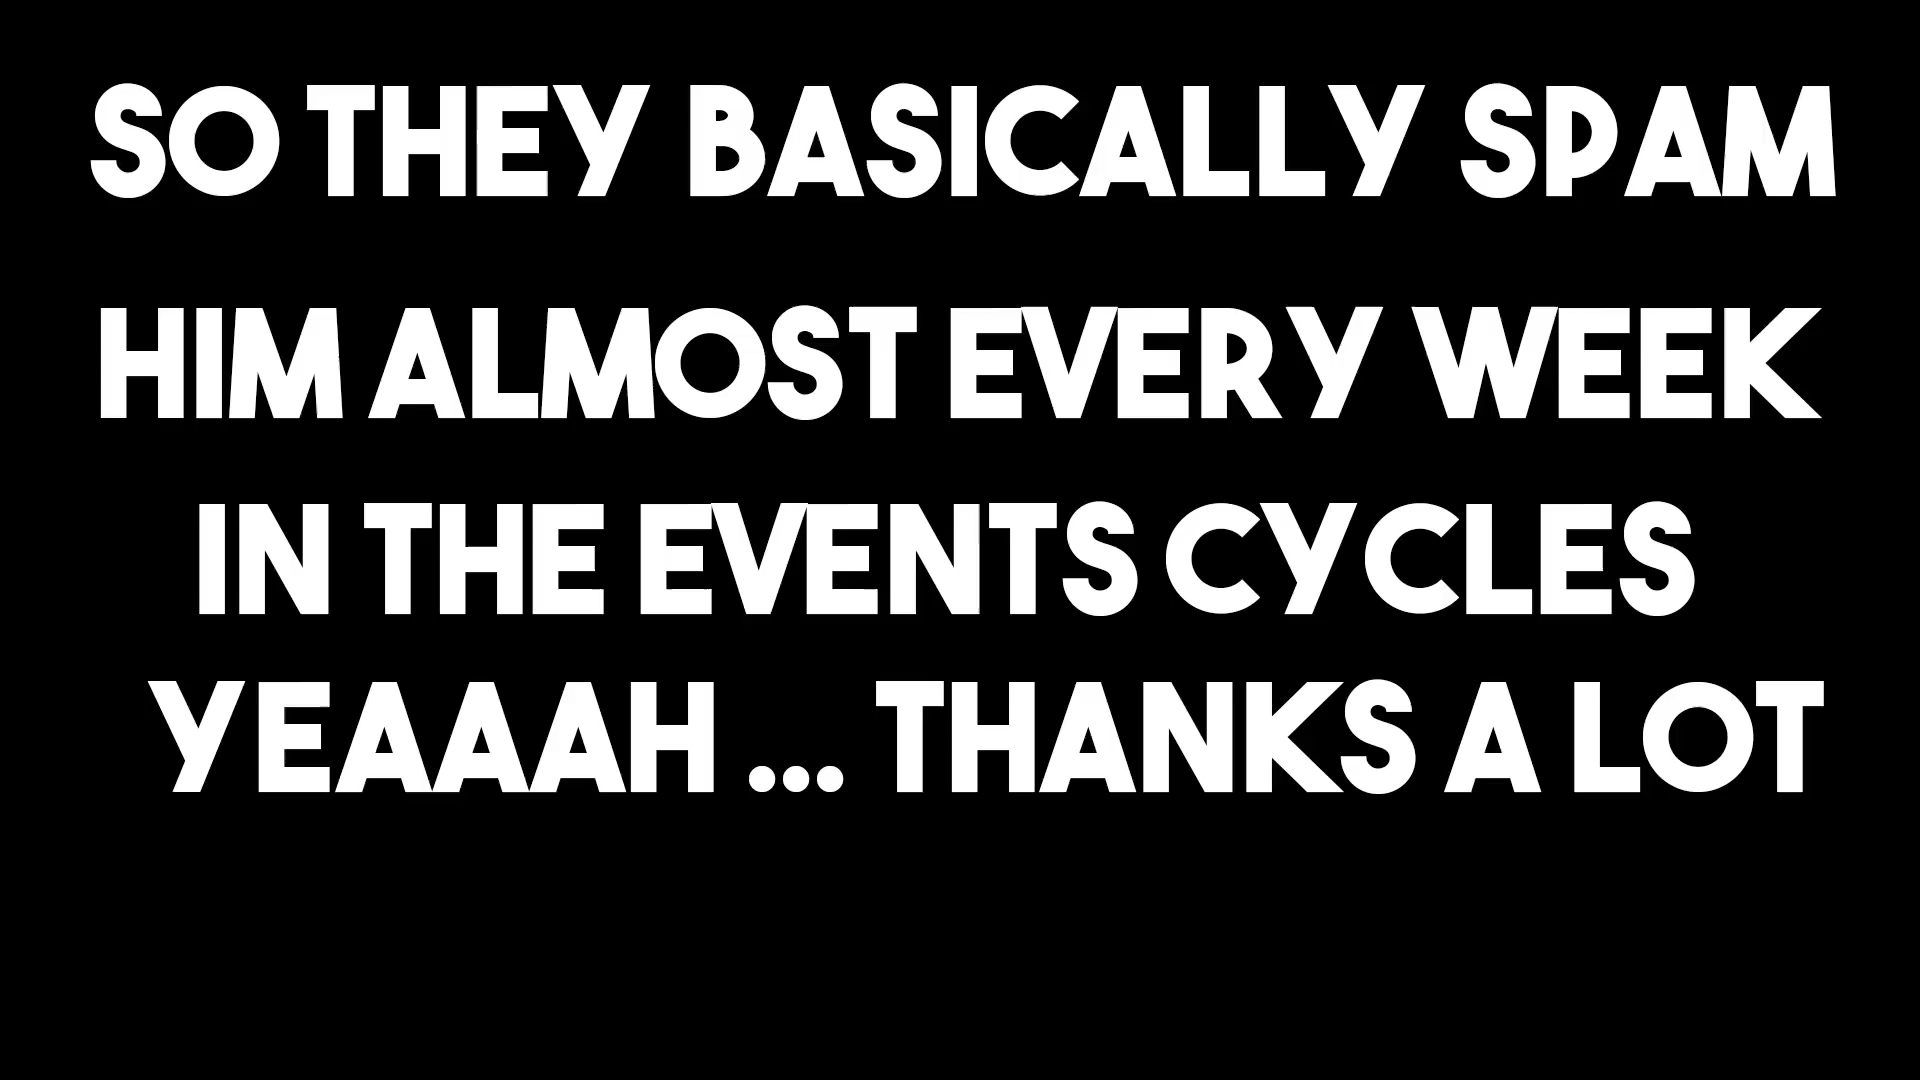 SO THEY BASICALLY SPAM
HIM ALMOST EVERY WEEK
IN THE EVENTS CYCLES
YEAAAH ... THANKS A LOT